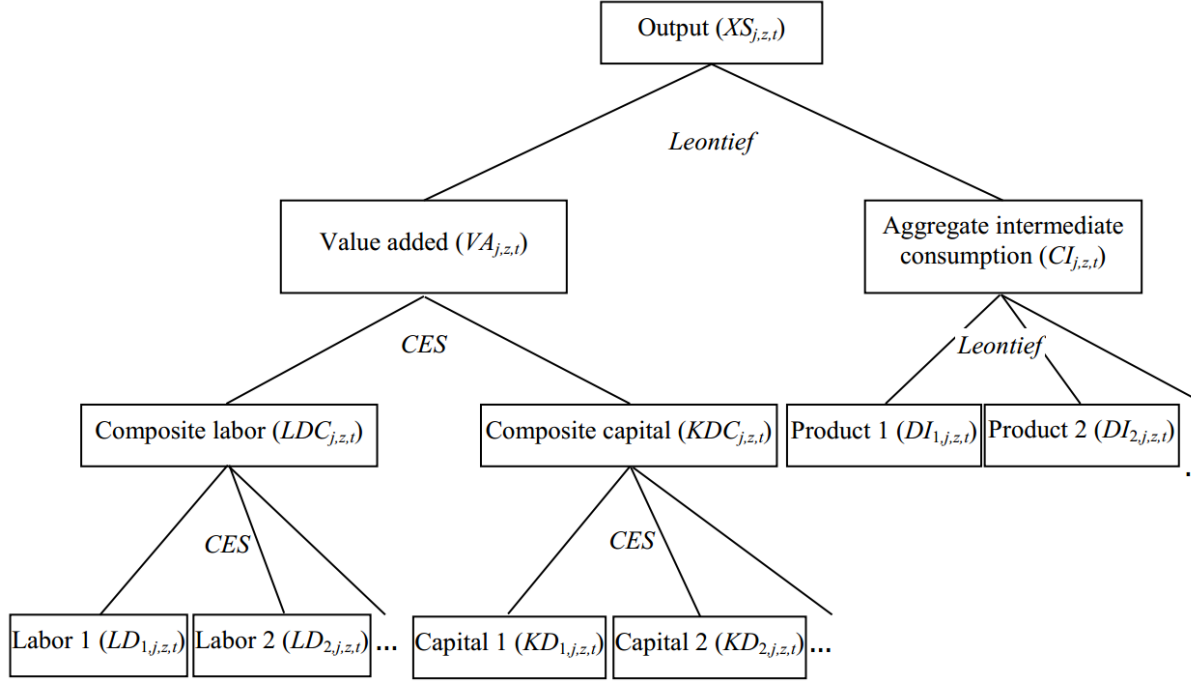 Output (XSj,z,t)
Leontief
Value added (VAj,z,t)
Aggregate intermediate
consumption (CIj,z,t)
CES
Leontief
Composite labor (LDCj,z,t)
Composite capital (KDCj,z,t)
Product 1 (DI1,j,z,t)
Product 2 (DI2,j,z,t)
.
CES
CES
Labor 1 (LD1,j,z,t)
Labor 2 (LD2,j,z,t)
...
Capital 1 (KD1,j,z,t)
Capital 2 (KD2,j,z,t)
...